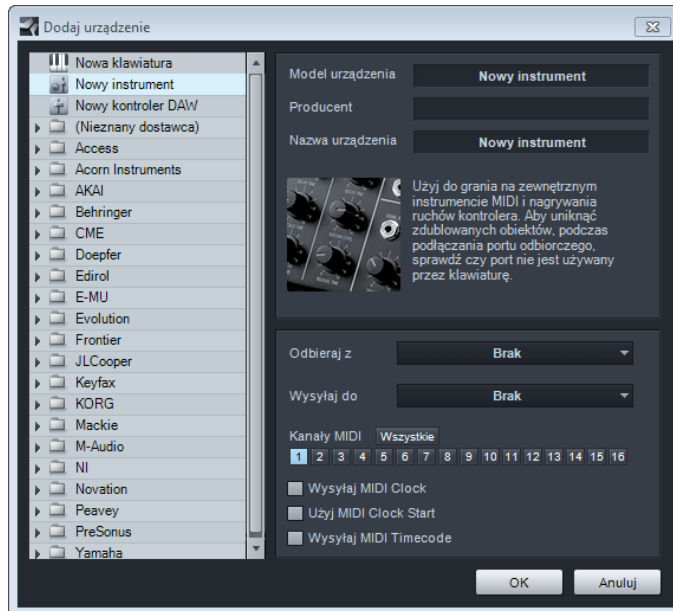 Dodaj urządzenie
Nowa klawiatura
Nowy instrument
Nowy kontroler DAW
(Nieznany dostawca)
Access
Acorn Instruments
AKAI
Behringer
CME
Doepfer
Edirol
E-MU
Evolution
Frontier
JLCooper
Keyfax
KORG
Mackie
M-Audio
NI
Novation
Peavey
PreSonus
Yamaha
Model urządzenia Nowy instrument
Producent
Nazwa urządzenia Nowy instrument
Użyj do grania na zewnętrznym
instrumencie MIDI i nagrywania
ruchów kontrolera. Aby uniknąć
zdublowanych obiektów, podczas
podłączania portu odbiorczego,
sprawdź czy port nie jest używany
przez klawiaturę.
Odbieraj z Brak
Wysyłaj do Brak
Kanały MIDI Wszystkie
1 2 3 4 5 6 7 8 9 10 11 12 13 14 15 16
Wysyłaj MIDI Clock
Użyj MIDI Clock Start
Wysyłaj MIDI Timecode
OK Anuluj